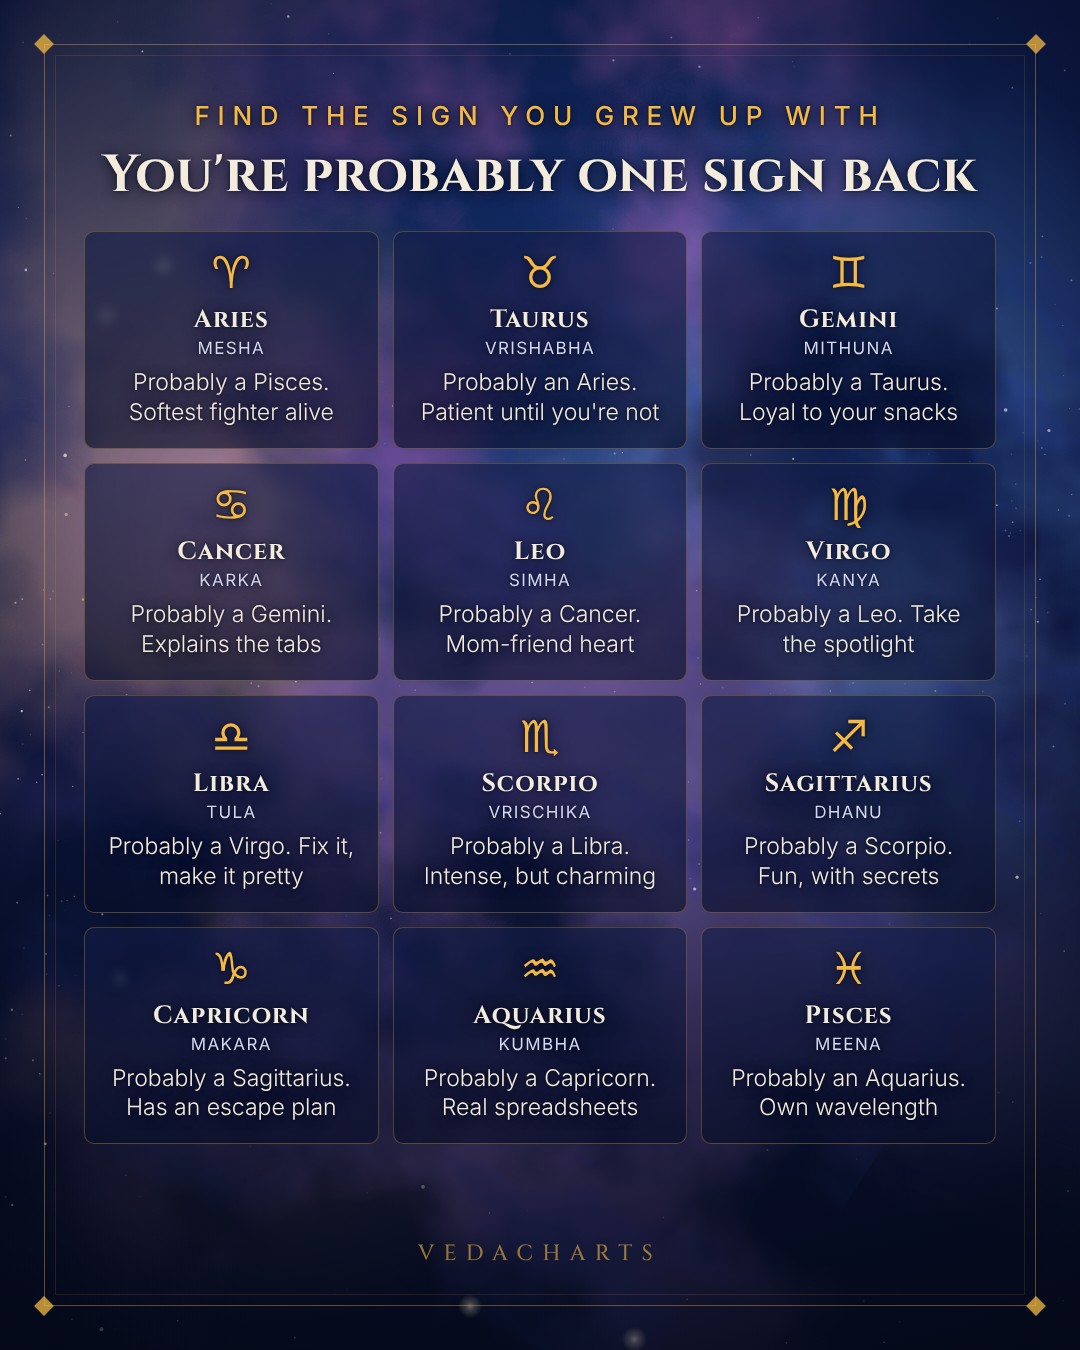 FIND THE SIGN YOU GREW UP WITH
YOU'RE PROBABLY ONE SIGN BACK
♈
ARIES
MESHA
Probably a Pisces.
Softest fighter alive
♉
TAURUS
VRISHABHA
Probably an Aries.
Patient until you're not
♊
GEMINI
MITHUNA
Probably a Taurus.
Loyal to your snacks
♋
CANCER
KARKA
Probably a Gemini.
Explains the tabs
♌
LEO
SIMHA
Probably a Cancer.
Mom-friend heart
♍
VIRGO
KANYA
Probably a Leo. Take
the spotlight
♎
LIBRA
TULA
Probably a Virgo. Fix it,
make it pretty
♏
SCORPIO
VRISCHIKA
Probably a Libra.
Intense, but charming
♐
SAGITTARIUS
DHANU
Probably a Scorpio.
Fun, with secrets
♑
CAPRICORN
MAKARA
Probably a Sagittarius.
Has an escape plan
♒
AQUARIUS
KUMBHA
Probably a Capricorn.
Real spreadsheets
♓
PISCES
MEENA
Probably an Aquarius.
Own wavelength
VEDACHARTS